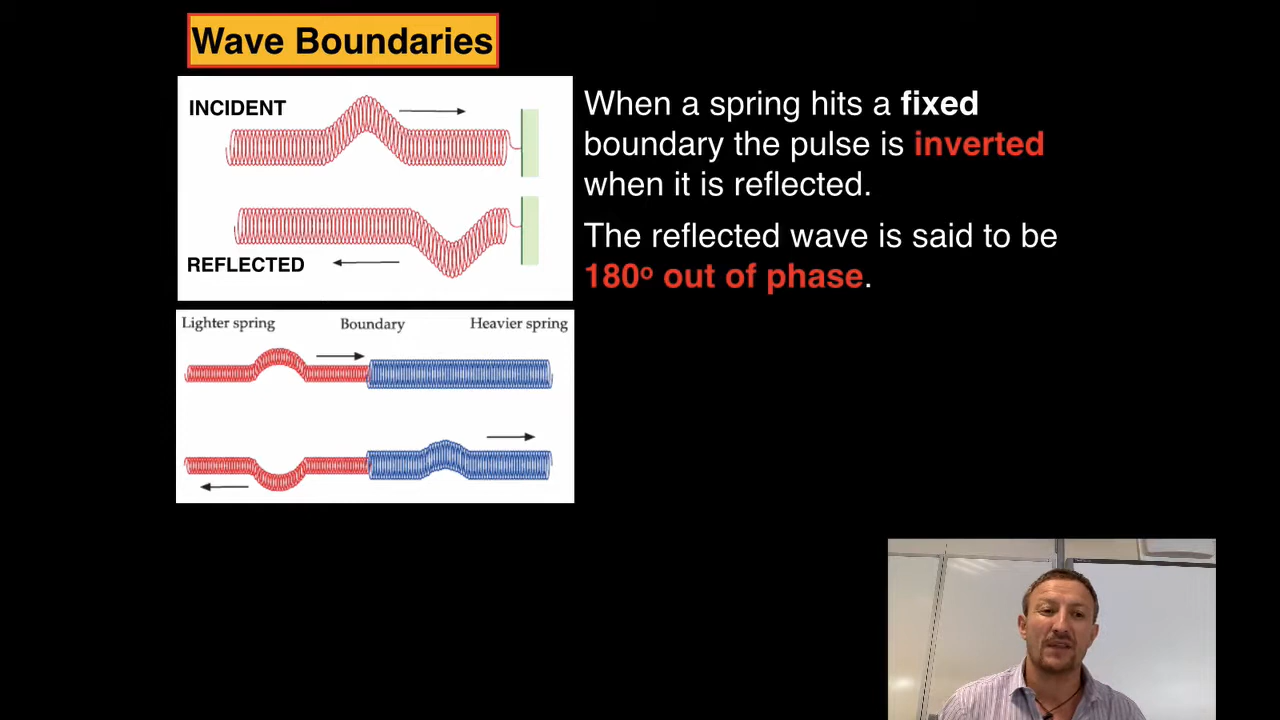 Wave Boundaries
INCIDENT
REFLECTED
When a spring hits a fixed
boundary the pulse is inverted
when it is reflected.
The reflected wave is said to be
180º out of phase.
Lighter spring Boundary Heavier spring